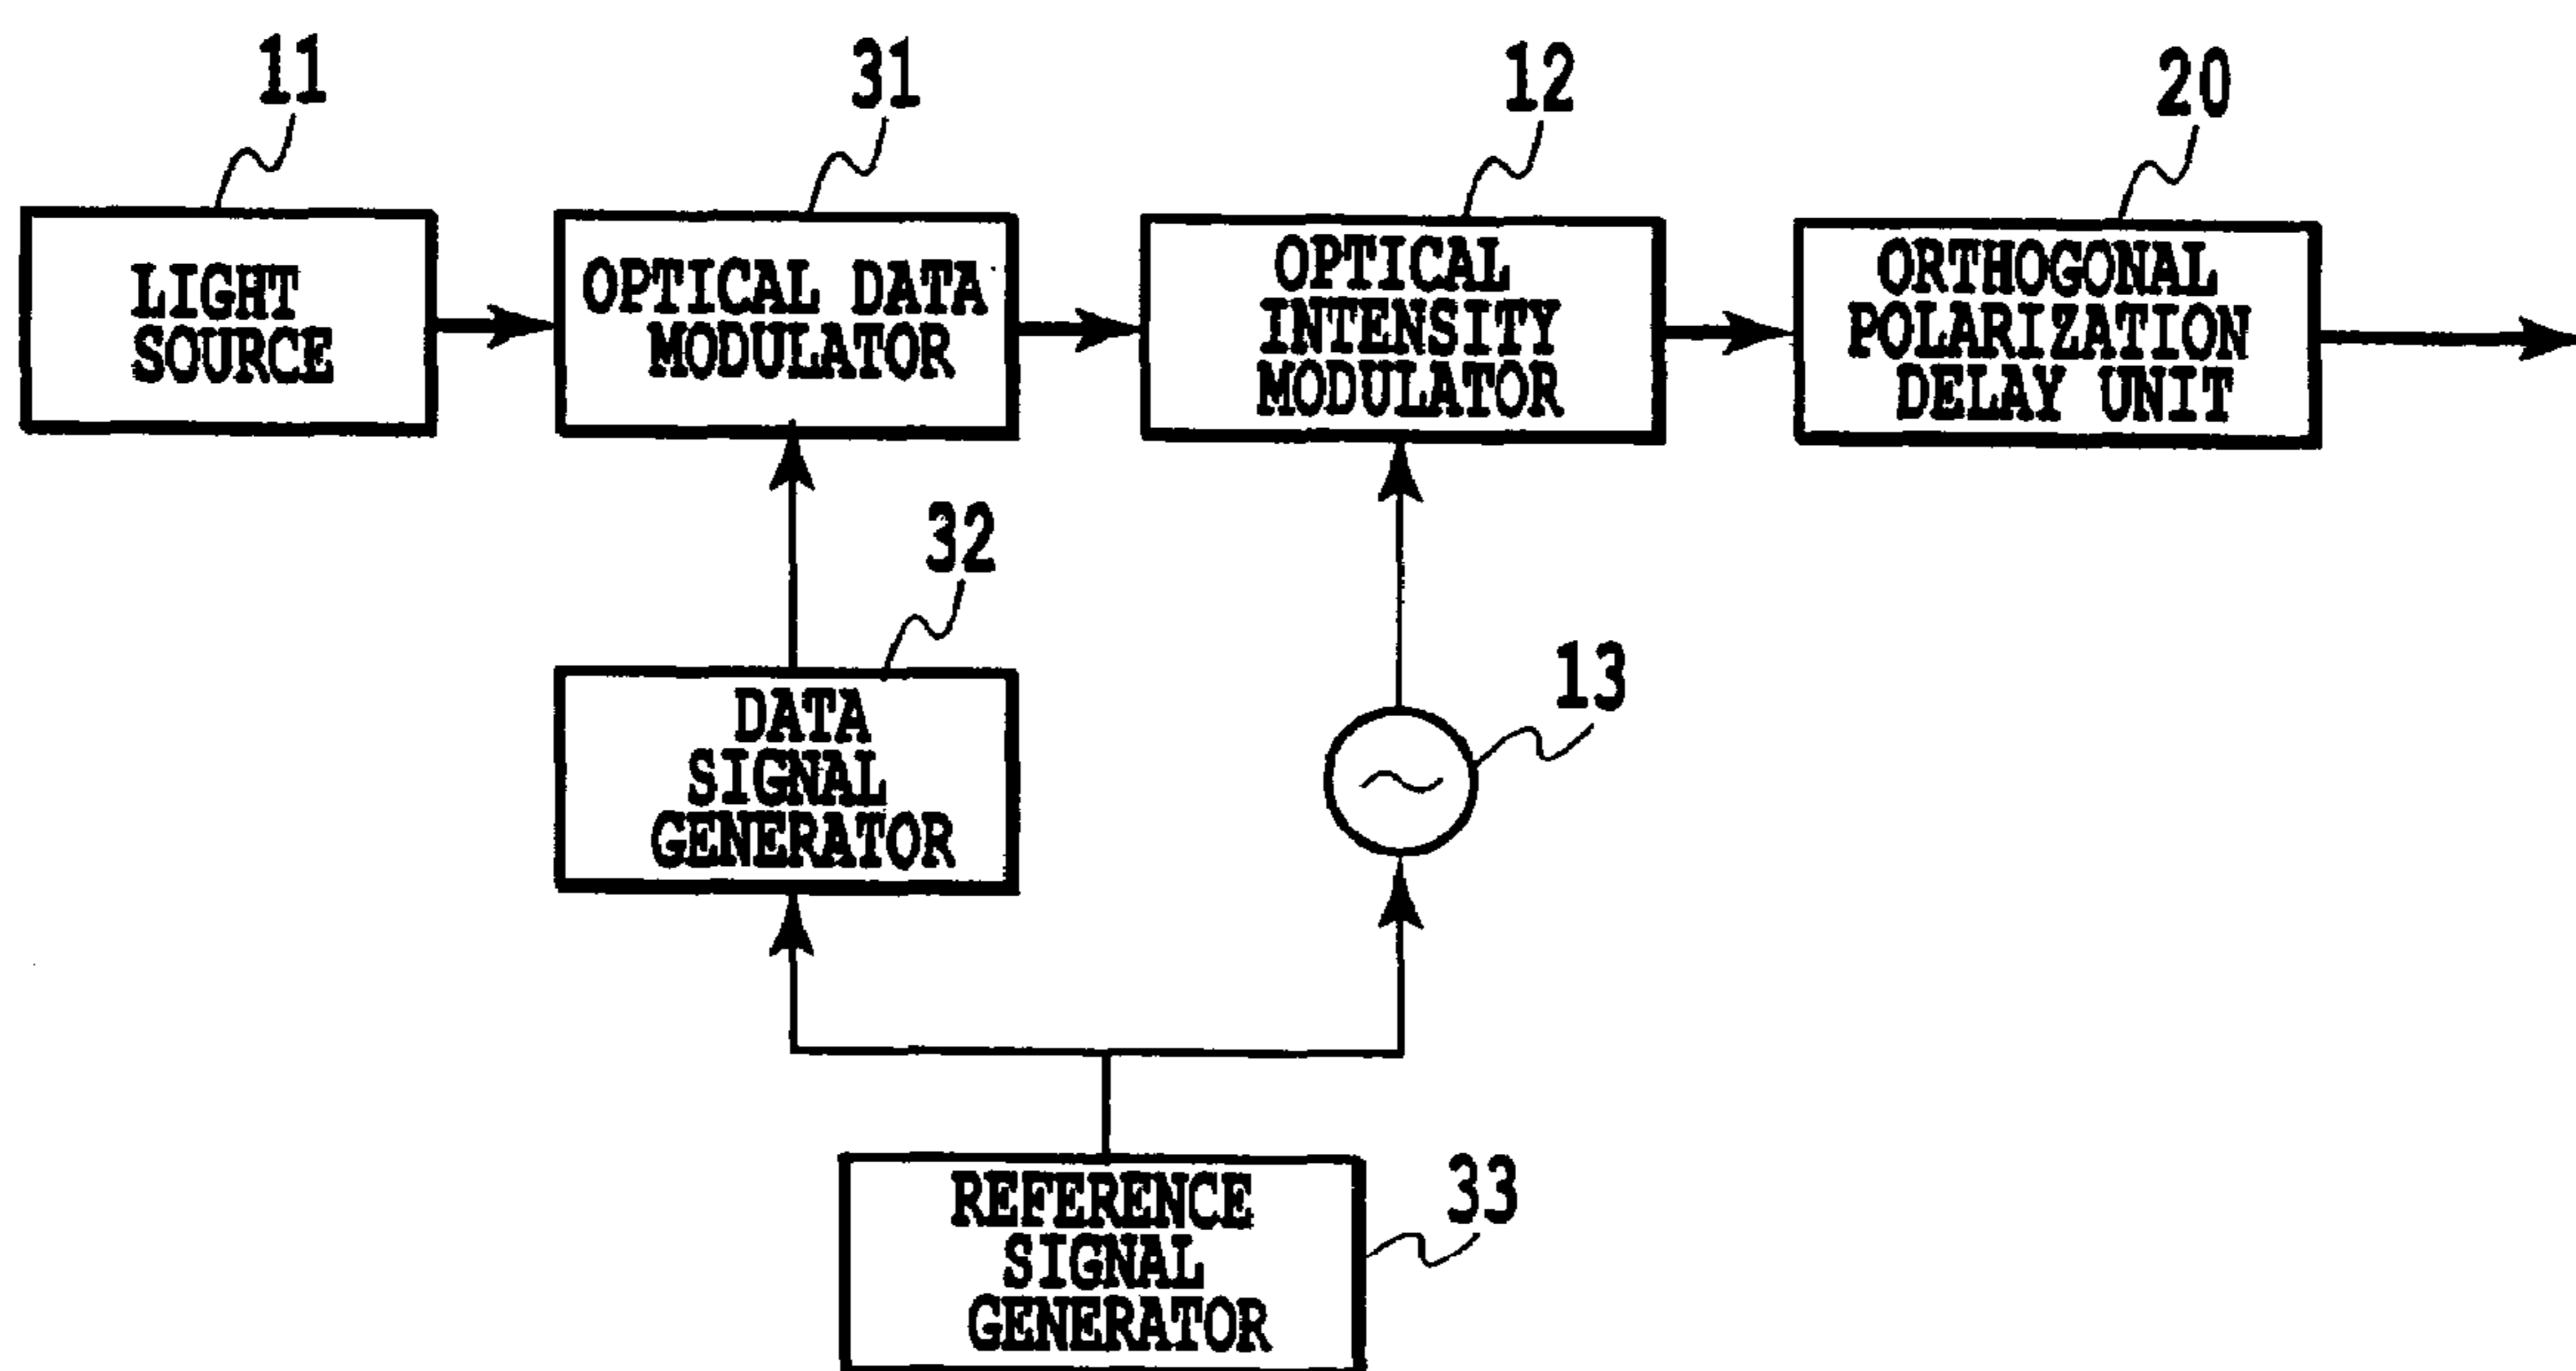 11
31
12
20
LIGHT
SOURCE
OPTICAL DATA
MODULATOR
OPTICAL
INTENSITY
MODULATOR
ORTHOGONAL
POLARIZATION
DELAY UNIT
32
DATA
SIGNAL
GENERATOR
13
~
33
REFERENCE
SIGNAL
GENERATOR